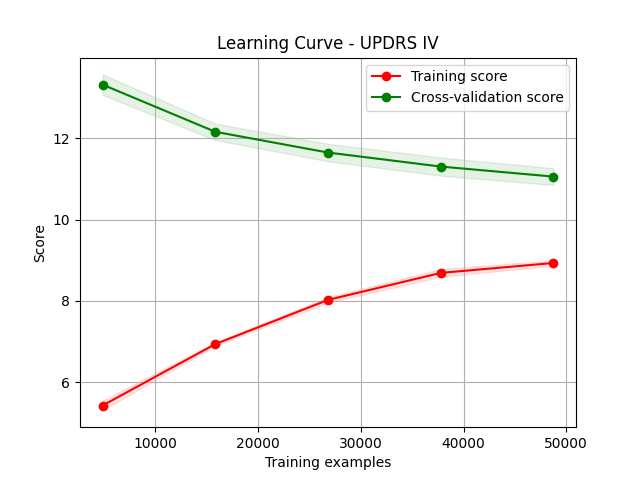 Learning Curve - UPDRS IV
Training score
Cross-validation score
12
10
8
6
Score
10000
20000
30000
40000
50000
Training examples